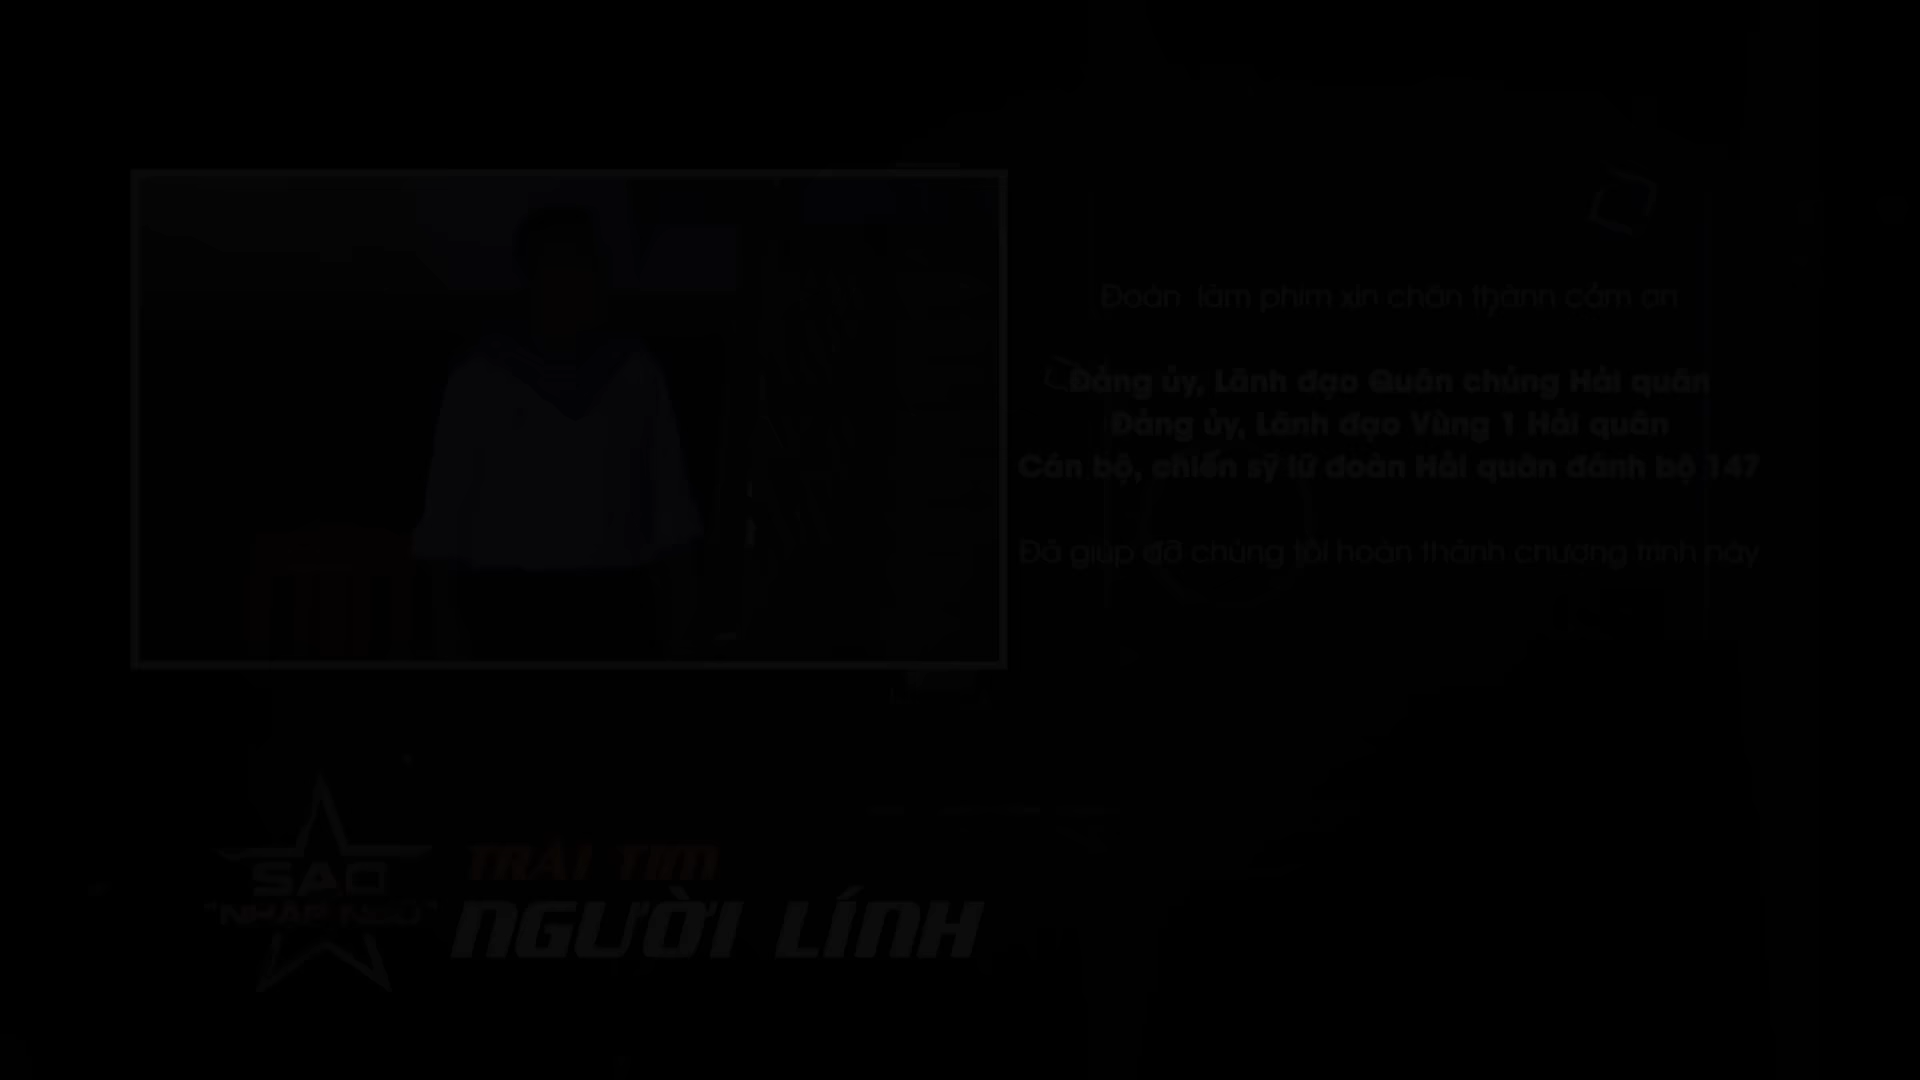 Đoàn làm phim xin chân thành cảm ơn
Đảng ủy, Lãnh đạo Quân chủng Hải quân
Đảng ủy, Lãnh đạo Vùng 1 Hải quân
Cán bộ, chiến sỹ lữ đoàn Hải quân đánh bộ 147
Đã giúp đỡ chúng tôi hoàn thành chương trình này
SAO
"NHẬP NGŨ"
TRÁI TIM
NGƯỜI LÍNH